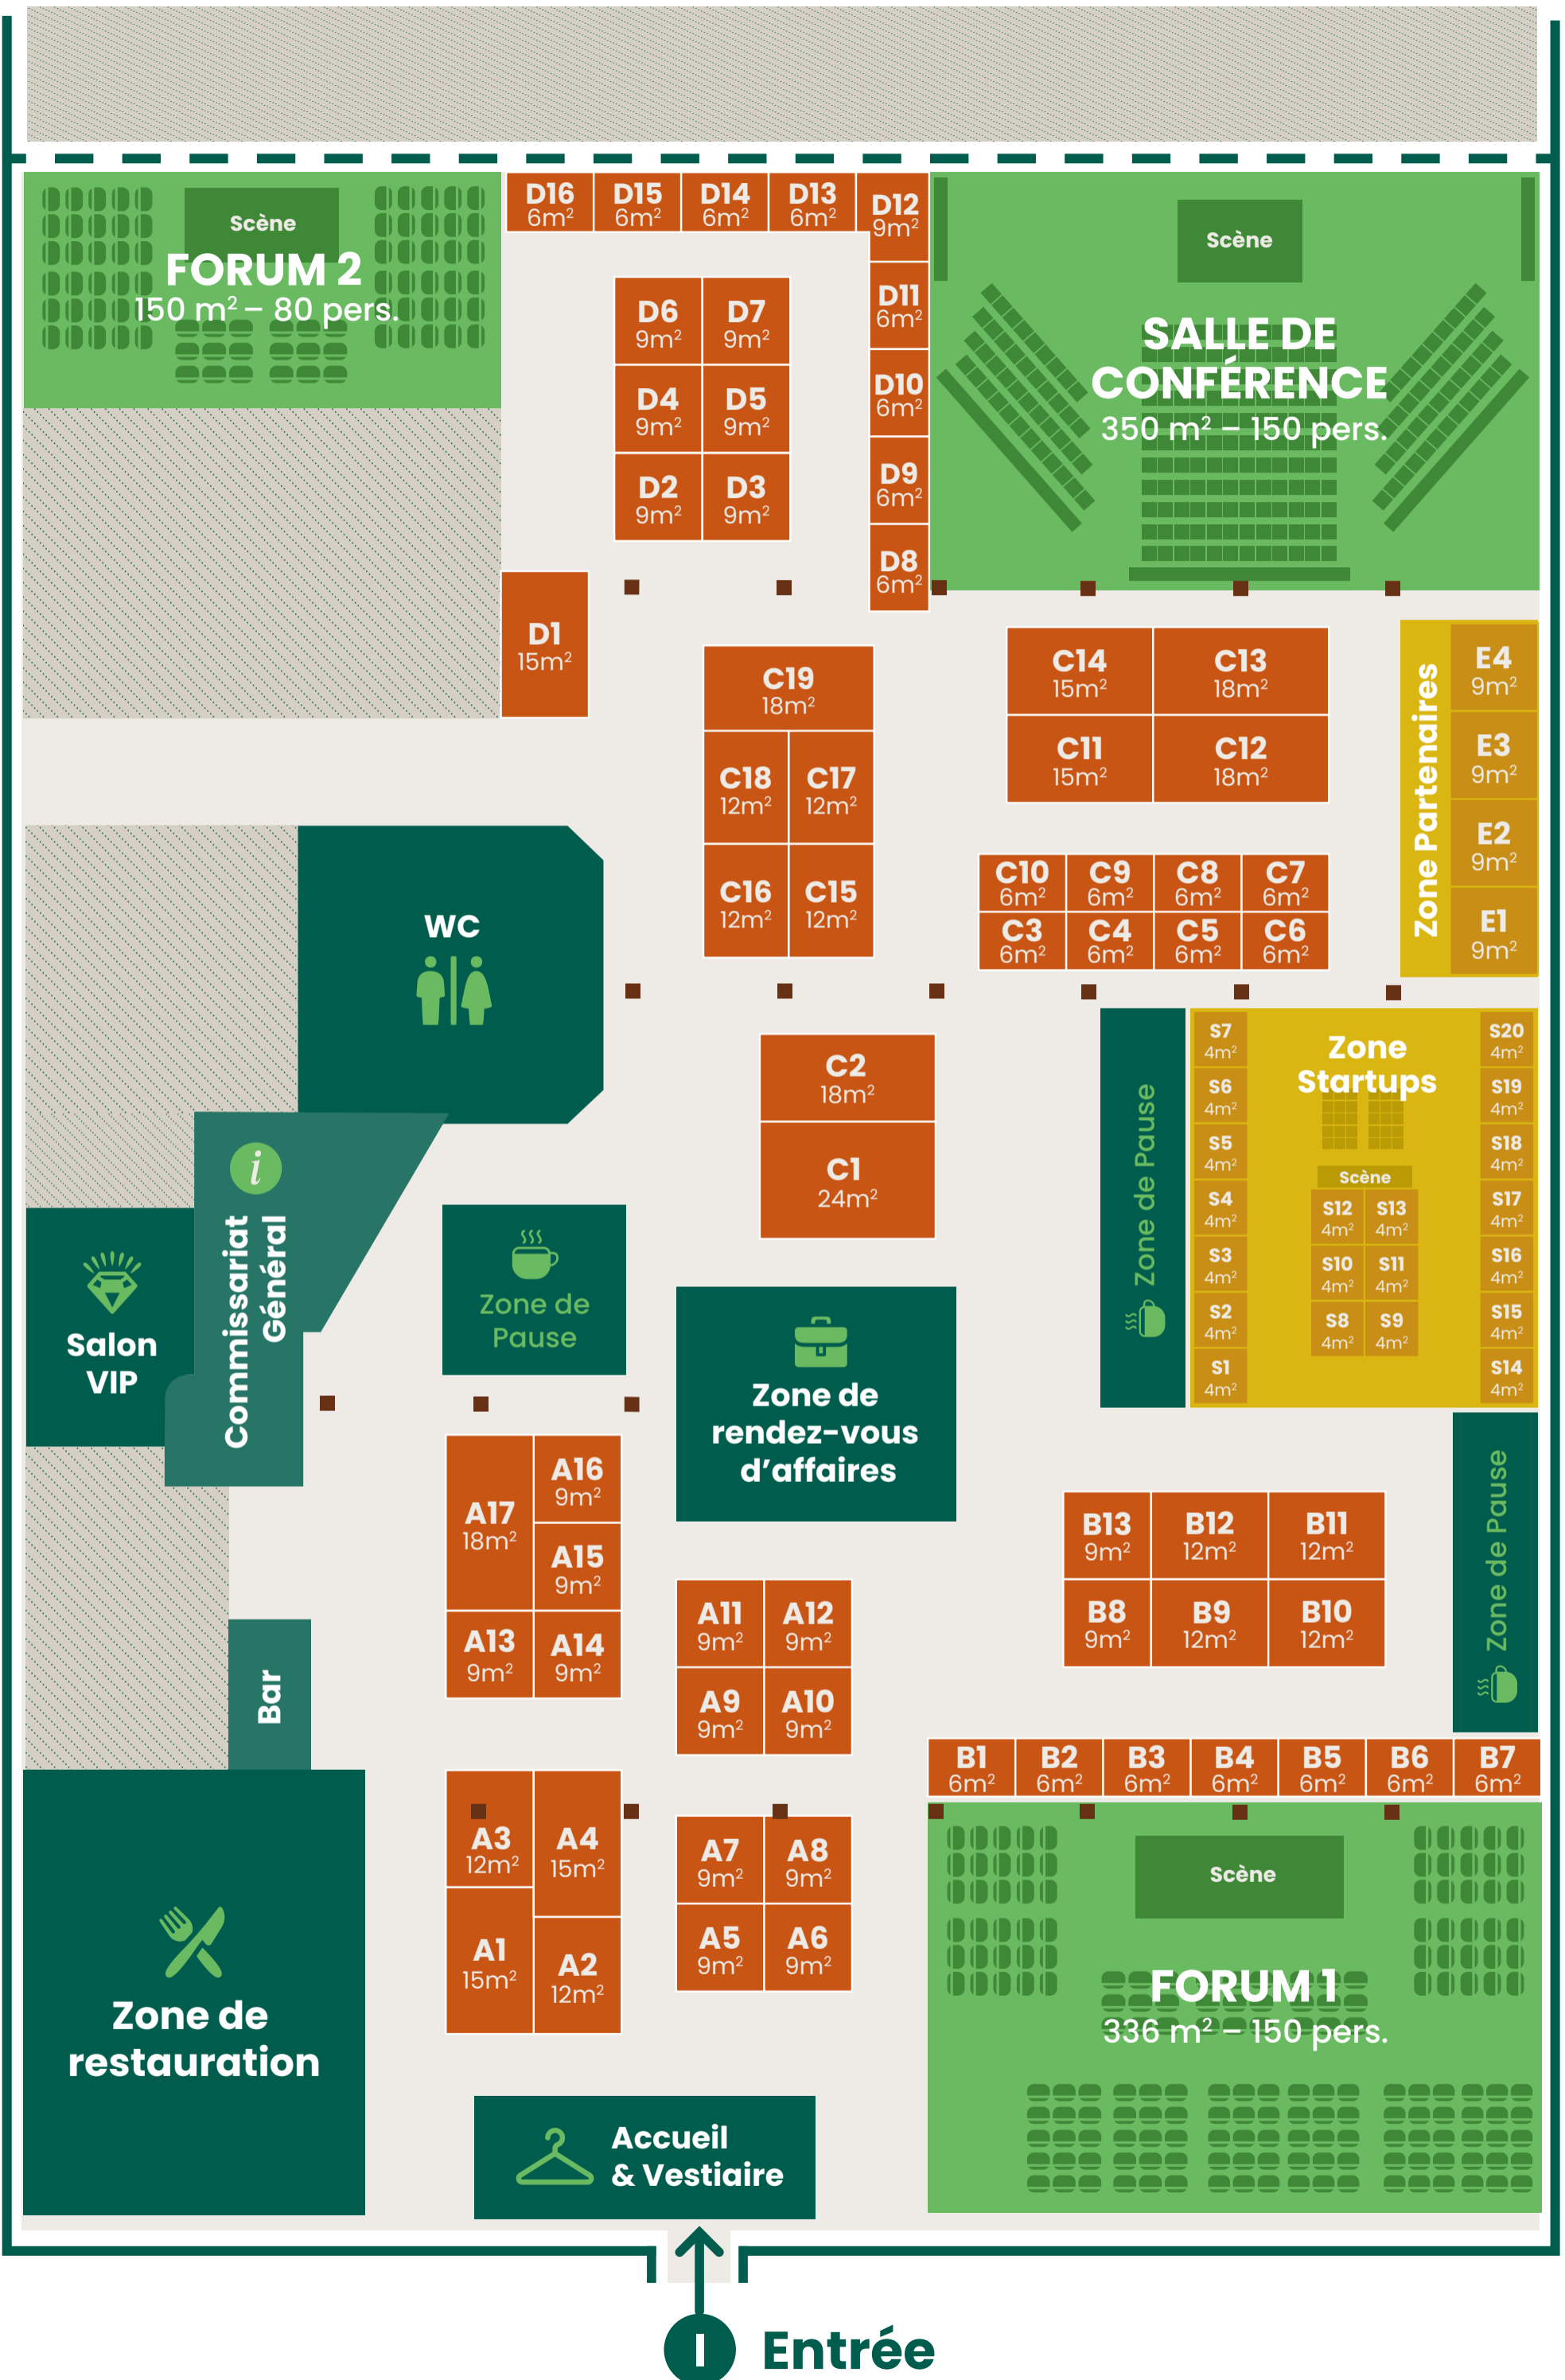 Scène
FORUM 2
150 m² – 80 pers.
D16
6m²
D15
6m²
D14
6m²
D13
6m²
D12
9m²
D11
6m²
D10
6m²
D9
6m²
D8
6m²
D6
9m²
D7
9m²
D4
9m²
D5
9m²
D2
9m²
D3
9m²
D1
15m²
Scène
SALLE DE
CONFÉRENCE
350 m² – 150 pers.
C19
18m²
C18
12m²
C17
12m²
C16
12m²
C15
12m²
C14
15m²
C13
18m²
C11
15m²
C12
18m²
C10
6m²
C9
6m²
C8
6m²
C7
6m²
C3
6m²
C4
6m²
C5
6m²
C6
6m²
Zone Partenaires
E4
9m²
E3
9m²
E2
9m²
E1
9m²
WC
C2
18m²
C1
24m²
Zone de Pause
Zone
Startups
S7
4m²
S6
4m²
S5
4m²
S4
4m²
S3
4m²
S2
4m²
S1
4m²
Scène
S12
4m²
S13
4m²
S10
4m²
S11
4m²
S8
4m²
S9
4m²
S20
4m²
S19
4m²
S18
4m²
S17
4m²
S16
4m²
S15
4m²
S14
4m²
i
Commissariat
Général
Salon
VIP
Zone de
Pause
Zone de
rendez-vous
d’affaires
A17
18m²
A16
9m²
A15
9m²
A13
9m²
A14
9m²
A11
9m²
A12
9m²
A9
9m²
A10
9m²
B13
9m²
B12
12m²
B11
12m²
B8
9m²
B9
12m²
B10
12m²
Zone de Pause
Bar
B1
6m²
B2
6m²
B3
6m²
B4
6m²
B5
6m²
B6
6m²
B7
6m²
A3
12m²
A4
15m²
A1
15m²
A2
12m²
A7
9m²
A8
9m²
A5
9m²
A6
9m²
Scène
FORUM 1
336 m² – 150 pers.
Zone de
restauration
Accueil
& Vestiaire
I
Entrée